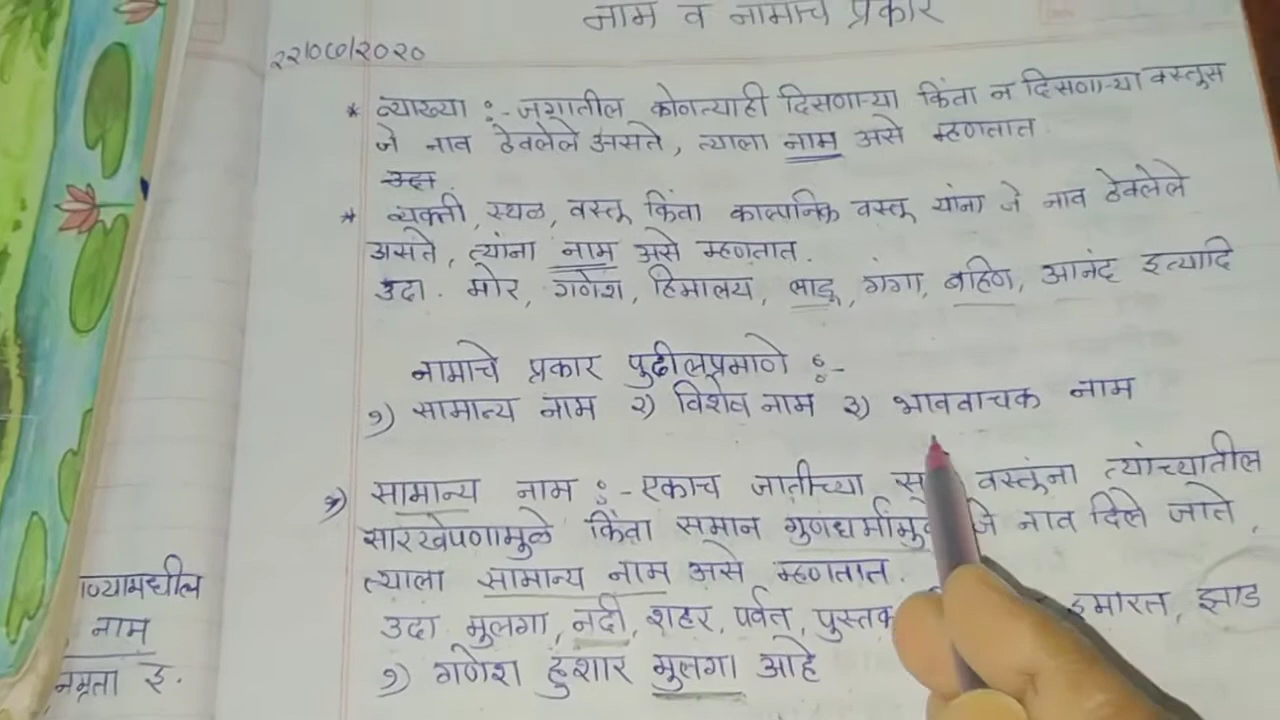 नाम व नामाचे प्रकार
२२/०७/२०२०
* व्याख्या :- जगातील कोणत्याही दिसणाऱ्या किंवा न दिसणाऱ्या वस्तूस
जे नाव ठेवलेले असते, त्याला नाम असे म्हणतात.
उदा
* व्यक्ती, स्थळ, वस्तू किंवा काल्पनिक वस्तू यांना जे नाव ठेवलेले
असते, त्यांना नाम असे म्हणतात.
उदा. मोर, गणेश, हिमालय, लाडू, गंगा, बहिण, आनंद इत्यादि
नामाचे प्रकार पुढीलप्रमाणे :-
१) सामान्य नाम २) विशेष नाम ३) भाववाचक नाम
१) सामान्य नाम :- एकाच जातीच्या वस्तूंना त्यांच्यातील
सारखेपणामुळे किंवा समान गुणधर्मांमुळे जे नाव दिले जाते,
त्याला सामान्य नाम असे म्हणतात.
उदा. मुलगा, नदी, शहर, पर्वत, पुस्तक इमारत, झाड
१) गणेश हुशार मुलगा आहे
नाम
नम्रता इ.